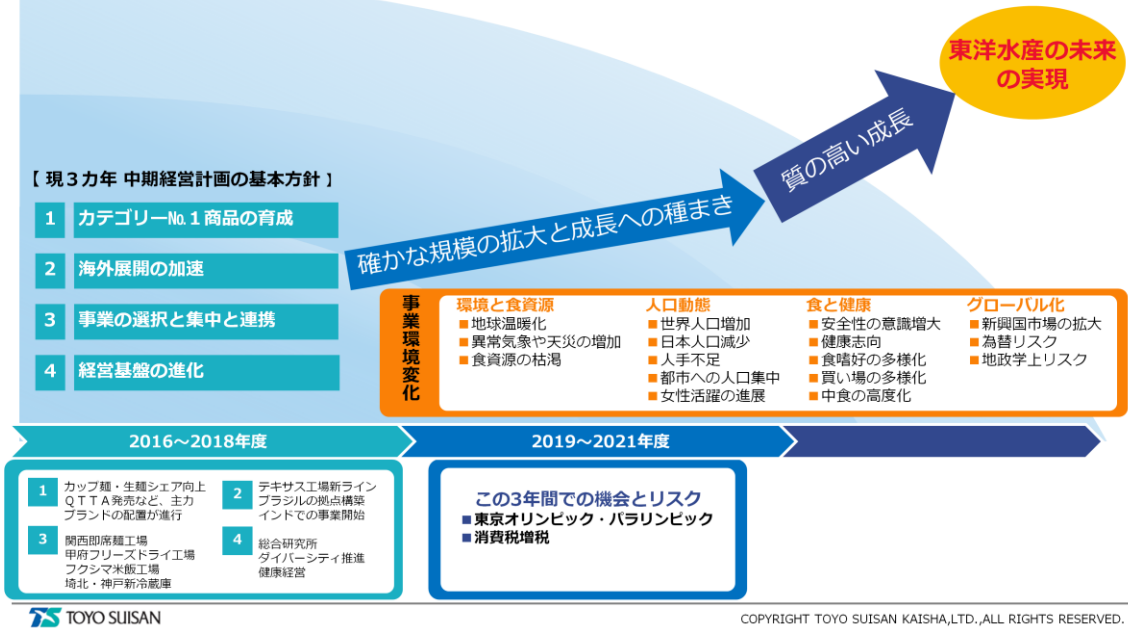 東洋水産の未来
の実現
質の高い成長
確かな規模の拡大と成長への種まき
【 現３カ年 中期経営計画の基本方針 】
1 カテゴリー№１商品の育成
2 海外展開の加速
3 事業の選択と集中と連携
4 経営基盤の進化
事業環境変化
環境と食資源
■地球温暖化
■異常気象や天災の増加
■食資源の枯渇
人口動態
■世界人口増加
■日本人口減少
■人手不足
■都市への人口集中
■女性活躍の進展
食と健康
■安全性の意識増大
■健康志向
■食嗜好の多様化
■買い場の多様化
■中食の高度化
グローバル化
■新興国市場の拡大
■為替リスク
■地政学上リスク
2016～2018年度
2019～2021年度
1
カップ麺・生麺シェア向上
ＱＴＴＡ発売など、主力
ブランドの配置が進行
2
テキサス工場新ライン
ブラジルの拠点構築
インドでの事業開始
3
関西即席麺工場
甲府フリーズドライ工場
フクシマ米飯工場
埼北・神戸新冷蔵庫
4
総合研究所
ダイバーシティ推進
健康経営
この3年間での機会とリスク
■東京オリンピック・パラリンピック
■消費税増税
TS TOYO SUISAN
COPYRIGHT TOYO SUISAN KAISHA,LTD.,ALL RIGHTS RESERVED.